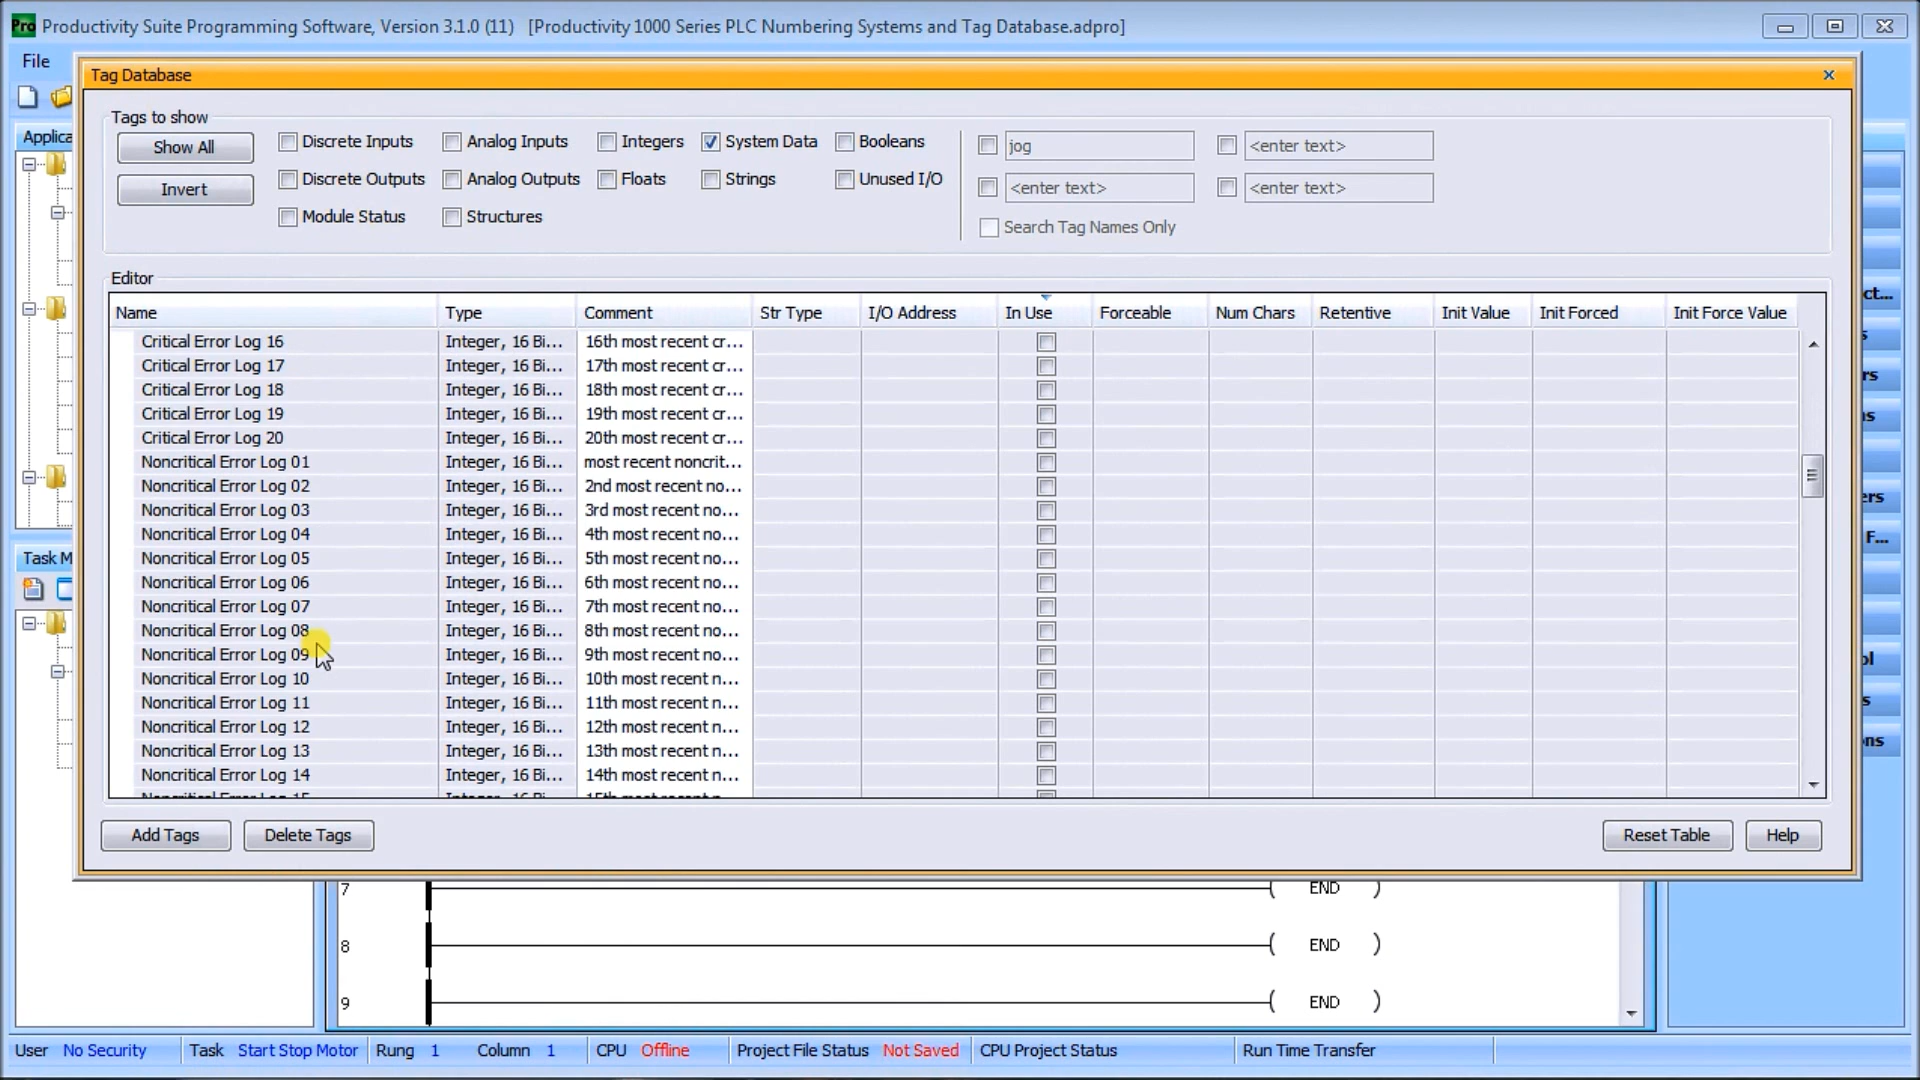 Pro Productivity Suite Programming Software, Version 3.1.0 (11) [Productivity 1000 Series PLC Numbering Systems and Tag Database.adpro]
File
Tag Database
Applica
Tags to show
Show All
Invert
Discrete Inputs Analog Inputs Integers System Data Booleans
Discrete Outputs Analog Outputs Floats Strings Unused I/O
Module Status Structures
jog <enter text>
<enter text> <enter text>
Search Tag Names Only
Editor
Name Type Comment Str Type I/O Address In Use Forceable Num Chars Retentive Init Value Init Forced Init Force Value
Critical Error Log 16 Integer, 16 Bi... 16th most recent cr...
Critical Error Log 17 Integer, 16 Bi... 17th most recent cr...
Critical Error Log 18 Integer, 16 Bi... 18th most recent cr...
Critical Error Log 19 Integer, 16 Bi... 19th most recent cr...
Critical Error Log 20 Integer, 16 Bi... 20th most recent cr...
Noncritical Error Log 01 Integer, 16 Bi... most recent noncrit...
Noncritical Error Log 02 Integer, 16 Bi... 2nd most recent no...
Noncritical Error Log 03 Integer, 16 Bi... 3rd most recent no...
Noncritical Error Log 04 Integer, 16 Bi... 4th most recent no...
Noncritical Error Log 05 Integer, 16 Bi... 5th most recent no...
Noncritical Error Log 06 Integer, 16 Bi... 6th most recent no...
Noncritical Error Log 07 Integer, 16 Bi... 7th most recent no...
Noncritical Error Log 08 Integer, 16 Bi... 8th most recent no...
Noncritical Error Log 09 Integer, 16 Bi... 9th most recent no...
Noncritical Error Log 10 Integer, 16 Bi... 10th most recent n...
Noncritical Error Log 11 Integer, 16 Bi... 11th most recent n...
Noncritical Error Log 12 Integer, 16 Bi... 12th most recent n...
Noncritical Error Log 13 Integer, 16 Bi... 13th most recent n...
Noncritical Error Log 14 Integer, 16 Bi... 14th most recent n...
Task M
ct...
s
rs
ns
ers
F...
ol
s
ons
Add Tags Delete Tags Reset Table Help
7 END
8 END
9 END
User No Security Task Start Stop Motor Rung 1 Column 1 CPU Offline Project File Status Not Saved CPU Project Status Run Time Transfer